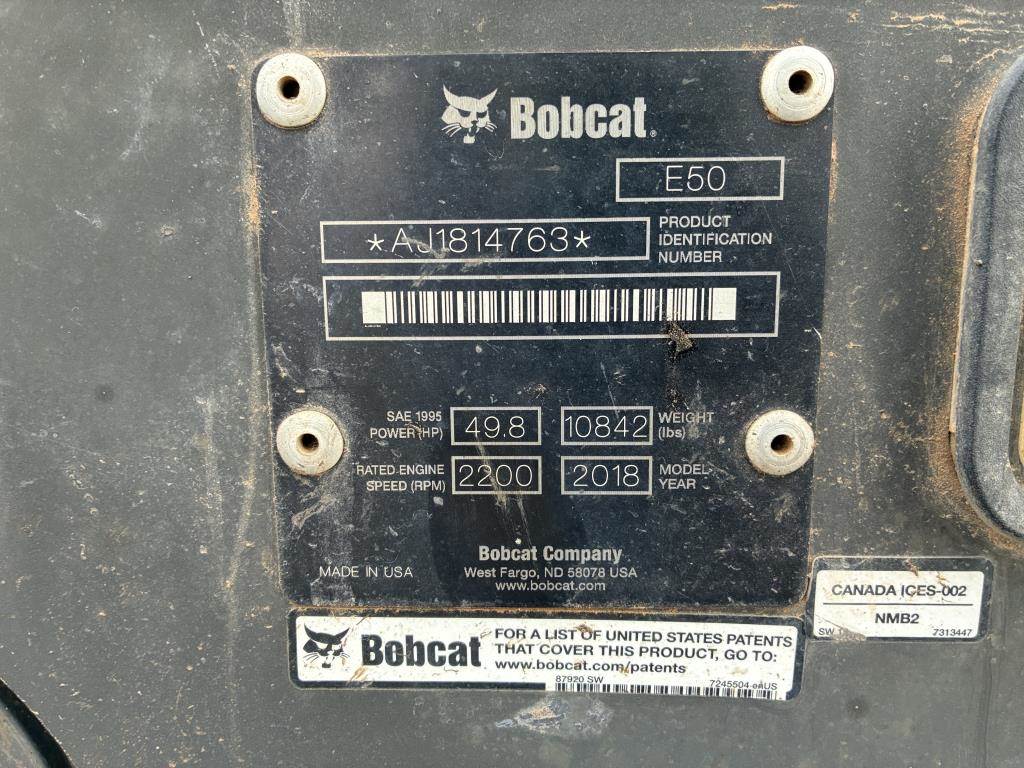 Bobcat.
E50
*AJ1814763*
PRODUCT
IDENTIFICATION
NUMBER
SAE 1995
POWER (HP)
49.8
10842
WEIGHT
(lbs)
RATED ENGINE
SPEED (RPM)
2200
2018
MODEL
YEAR
Bobcat Company
West Fargo, ND 58078 USA
www.bobcat.com
MADE IN USA
CANADA ICES-002
NMB2
SW
7313447
Bobcat
FOR A LIST OF UNITED STATES PATENTS
THAT COVER THIS PRODUCT, GO TO:
www.bobcat.com/patents
87920 SW
7245504 enUS